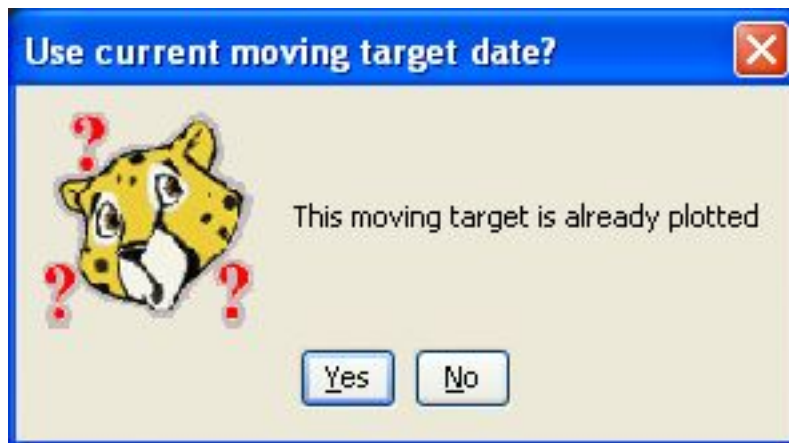 Use current moving target date?
?
This moving target is already plotted
? ?
Yes No